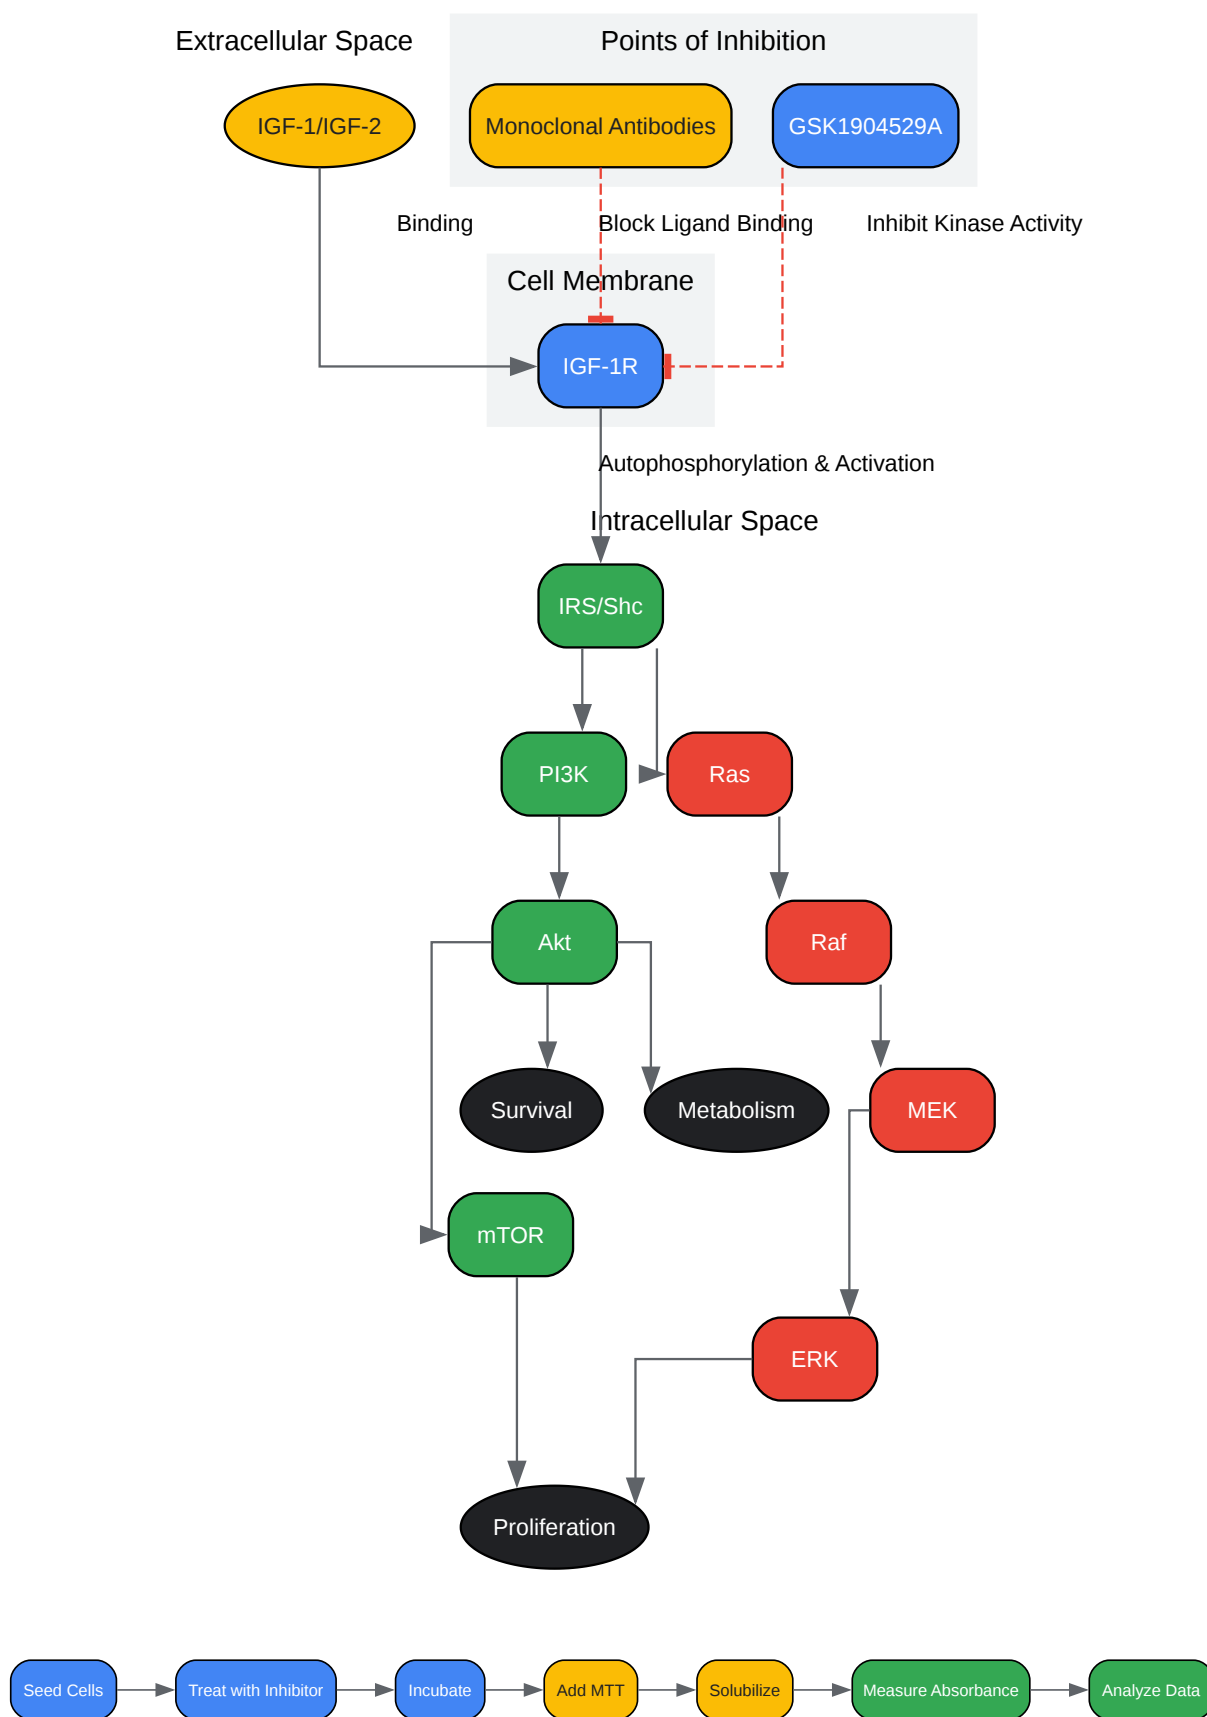 Extracellular Space
Points of Inhibition
IGF-1/IGF-2
Monoclonal Antibodies
GSK1904529A
Binding
Block Ligand Binding
Inhibit Kinase Activity
Cell Membrane
IGF-1R
Autophosphorylation & Activation
Intracellular Space
IRS/Shc
PI3K
Ras
Akt
Raf
Survival
Metabolism
MEK
mTOR
ERK
Proliferation
Seed Cells
Treat with Inhibitor
Incubate
Add MTT
Solubilize
Measure Absorbance
Analyze Data